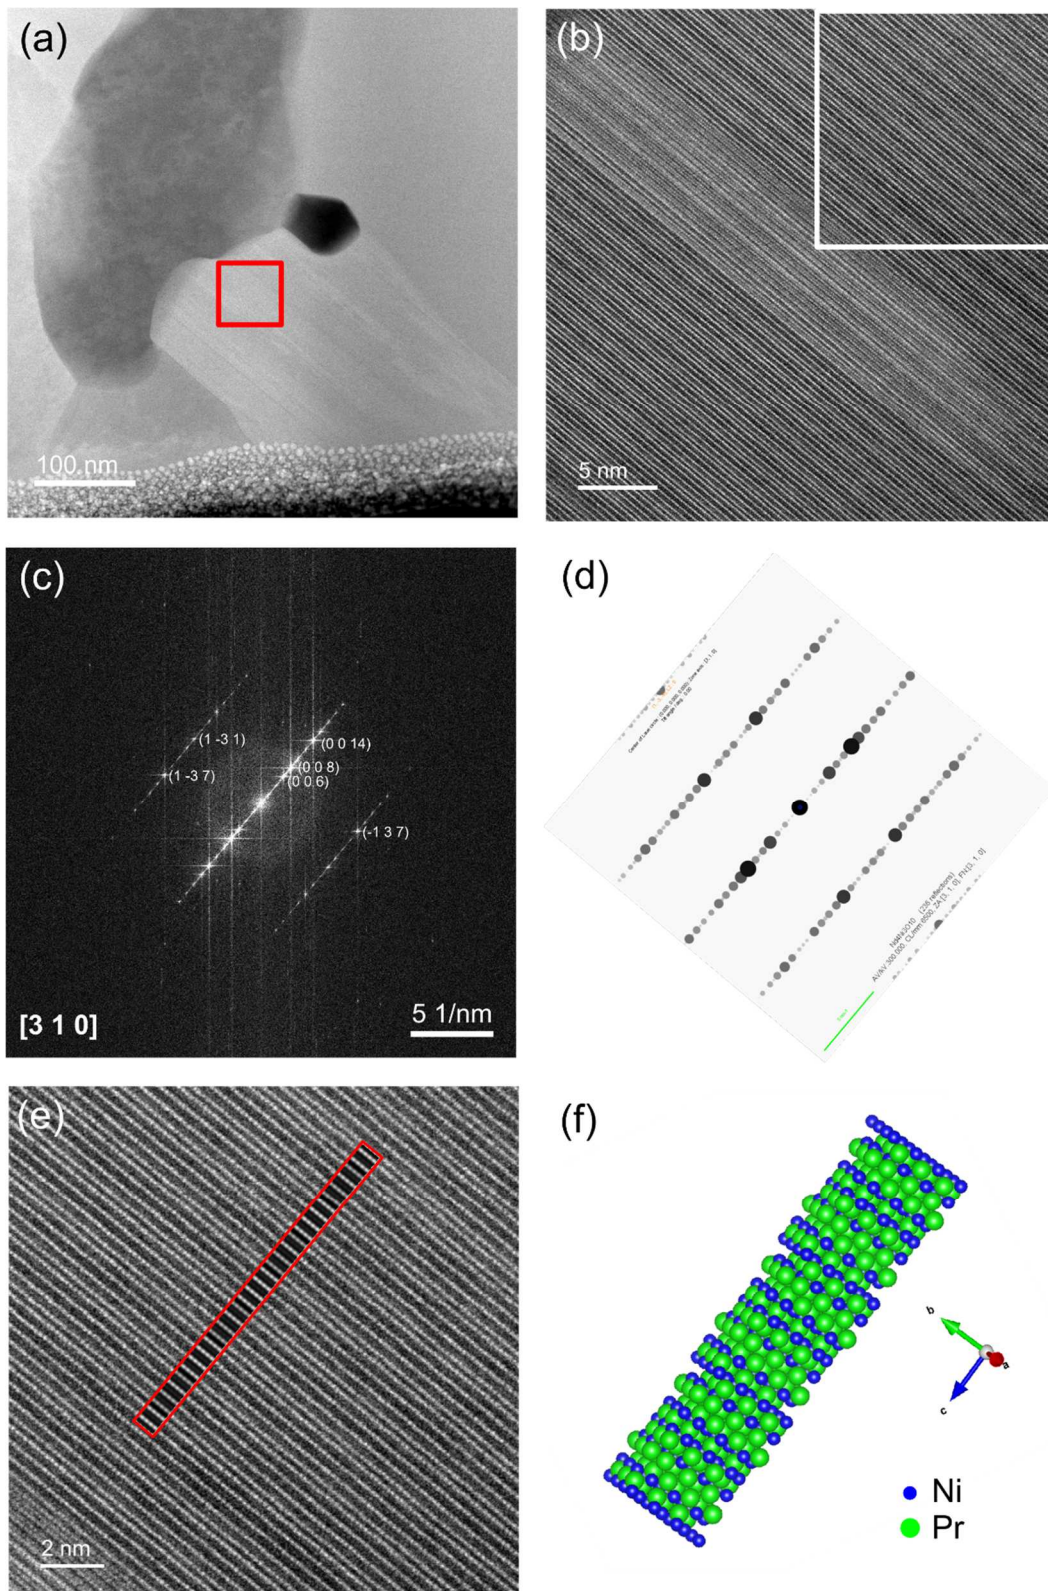 (a)
100 nm
(b)
5 nm
(c)
(1 -3 1)
(0 0 14)
(1 -3 7)
(0 0 8)
(0 0 6)
(-1 3 7)
[3 1 0]
5 1/nm
(d)
(e)
2 nm
(f)
b
a
c
Ni
Pr